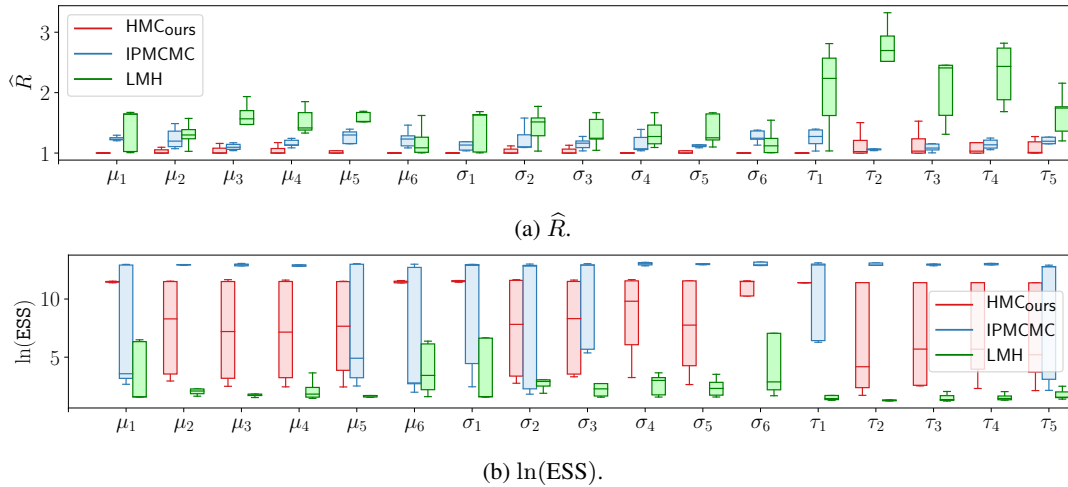 3
2
1
R̂
HMCours
IPMCMC
LMH
μ1 μ2 μ3 μ4 μ5 μ6 σ1 σ2 σ3 σ4 σ5 σ6 τ1 τ2 τ3 τ4 τ5
(a) R̂.
10
5
ln(ESS)
HMCours
IPMCMC
LMH
μ1 μ2 μ3 μ4 μ5 μ6 σ1 σ2 σ3 σ4 σ5 σ6 τ1 τ2 τ3 τ4 τ5
(b) ln(ESS).